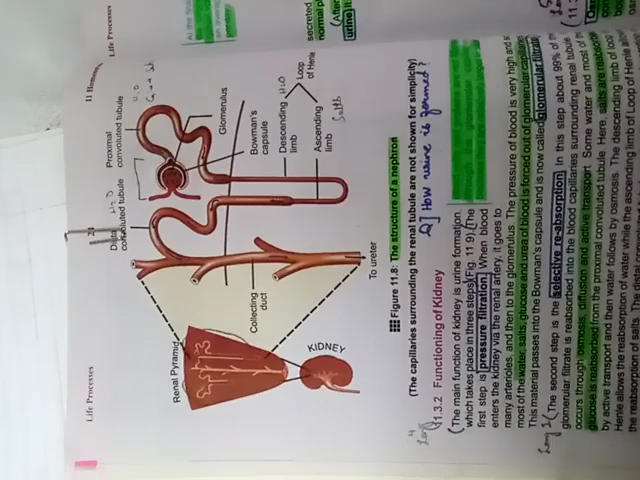 Life Processes
11 Homeos
Life Processes
Proximal
convoluted tubule
Distal
convoluted tubule
H2O
Glomerulus
Bowman's
capsule
Descending H2O
limb
Loop
of Henle
Ascending
limb
Salts
Collecting
duct
To ureter
Renal Pyramid
KIDNEY
Figure 11.8: The structure of a nephron
(The capillaries surrounding the renal tubule are not shown for simplicity)
Q] How urine is formed?
11.3.2 Functioning of Kidney
(The main function of kidney is urine formation
which takes place in three steps (Fig. 11.9). The
first step is pressure filtration. When blood
enters the kidney via the renal artery, it goes to
many arterioles, and then to the glomerulus. The pressure of blood is very high and
most of the water, salts, glucose and urea of blood is forced out of glomerular capillaries
This material passes into the Bowman's capsule and is now called glomerular filtrate
(The second step is the selective re-absorption. In this step about 99% of
glomerular filtrate is reabsorbed into the blood capillaries surrounding renal tubule
occurs through osmosis, diffusion and active transport. Some water and most of the
glucose is reabsorbed from the proximal convoluted tubule. Here, salts are reabsorbed
by active transport and then water follows by osmosis. The descending limb of loop
Henle allows the reabsorption of water while the ascending limb of Loop of Henle
the reabsorption of salts.
secreted
normal
(After
urine)